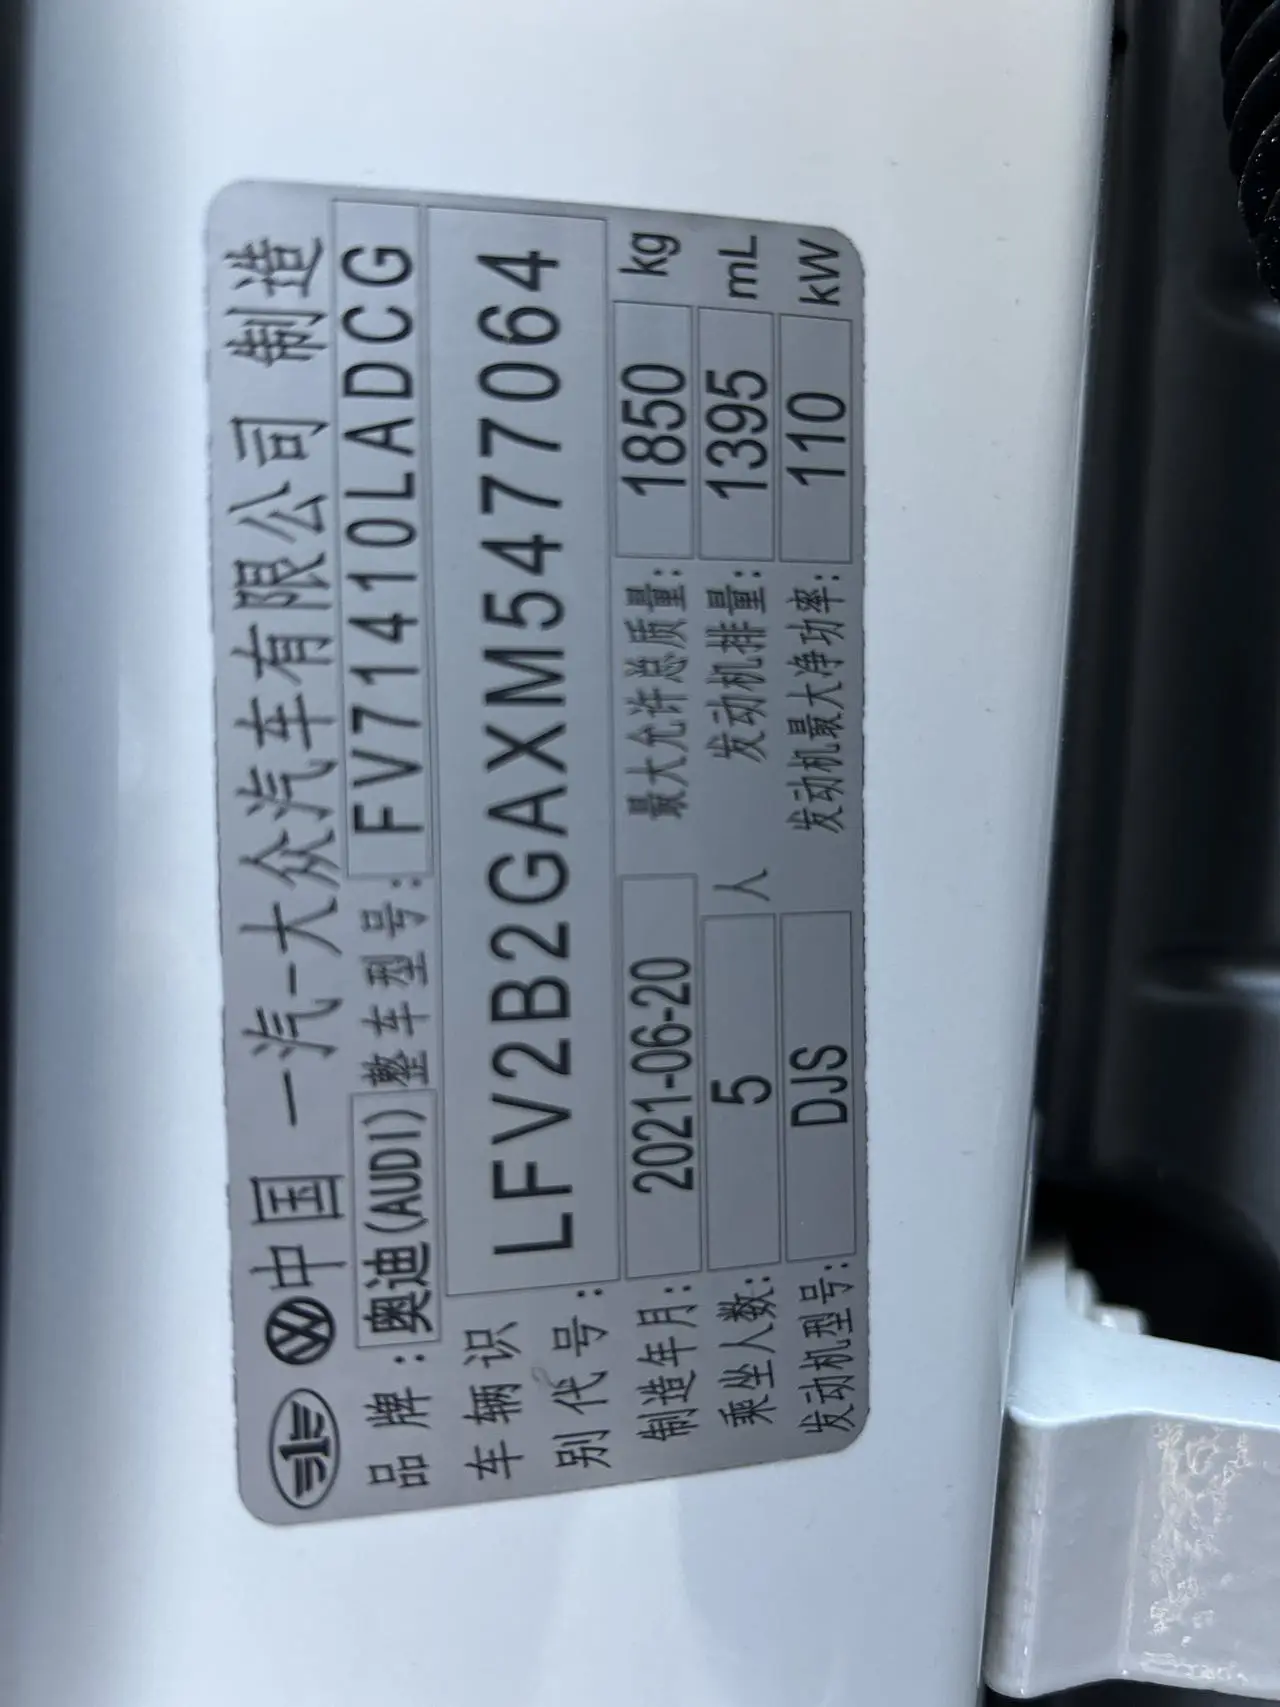 中国 一汽-大众汽车有限公司 制造
品牌: 奥迪(AUDI) 整车型号: FV71410LADCG
车辆识别代号: LFV2B2GAXM5477064
制造年月: 2021-06-20 最大允许总质量: 1850 kg
乘坐人数: 5 人 发动机排量: 1395 mL
发动机型号: DJS 发动机最大净功率: 110 kW